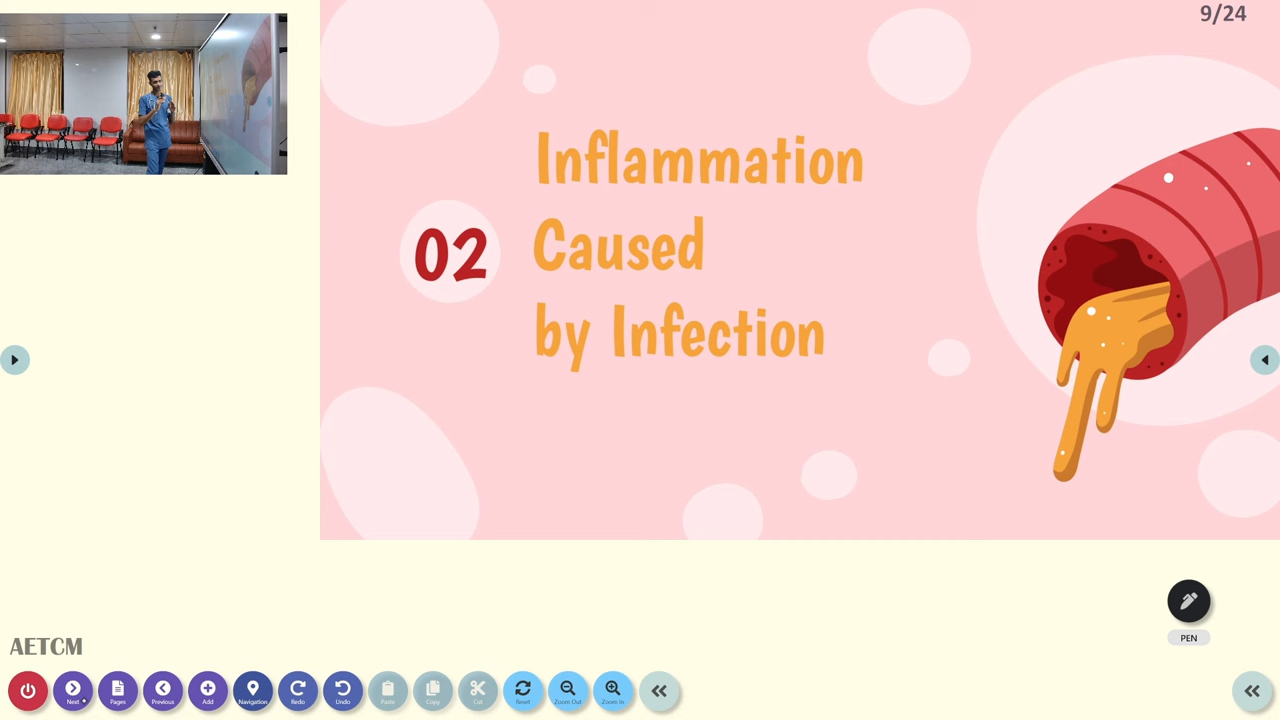 9/24
Inflammation
02
Caused
by Infection
PEN
AETCM
Next
Pages
Previous
Add
Navigation
Redo
Undo
Paste
Copy
Cut
Reset
Zoom Out
Zoom In